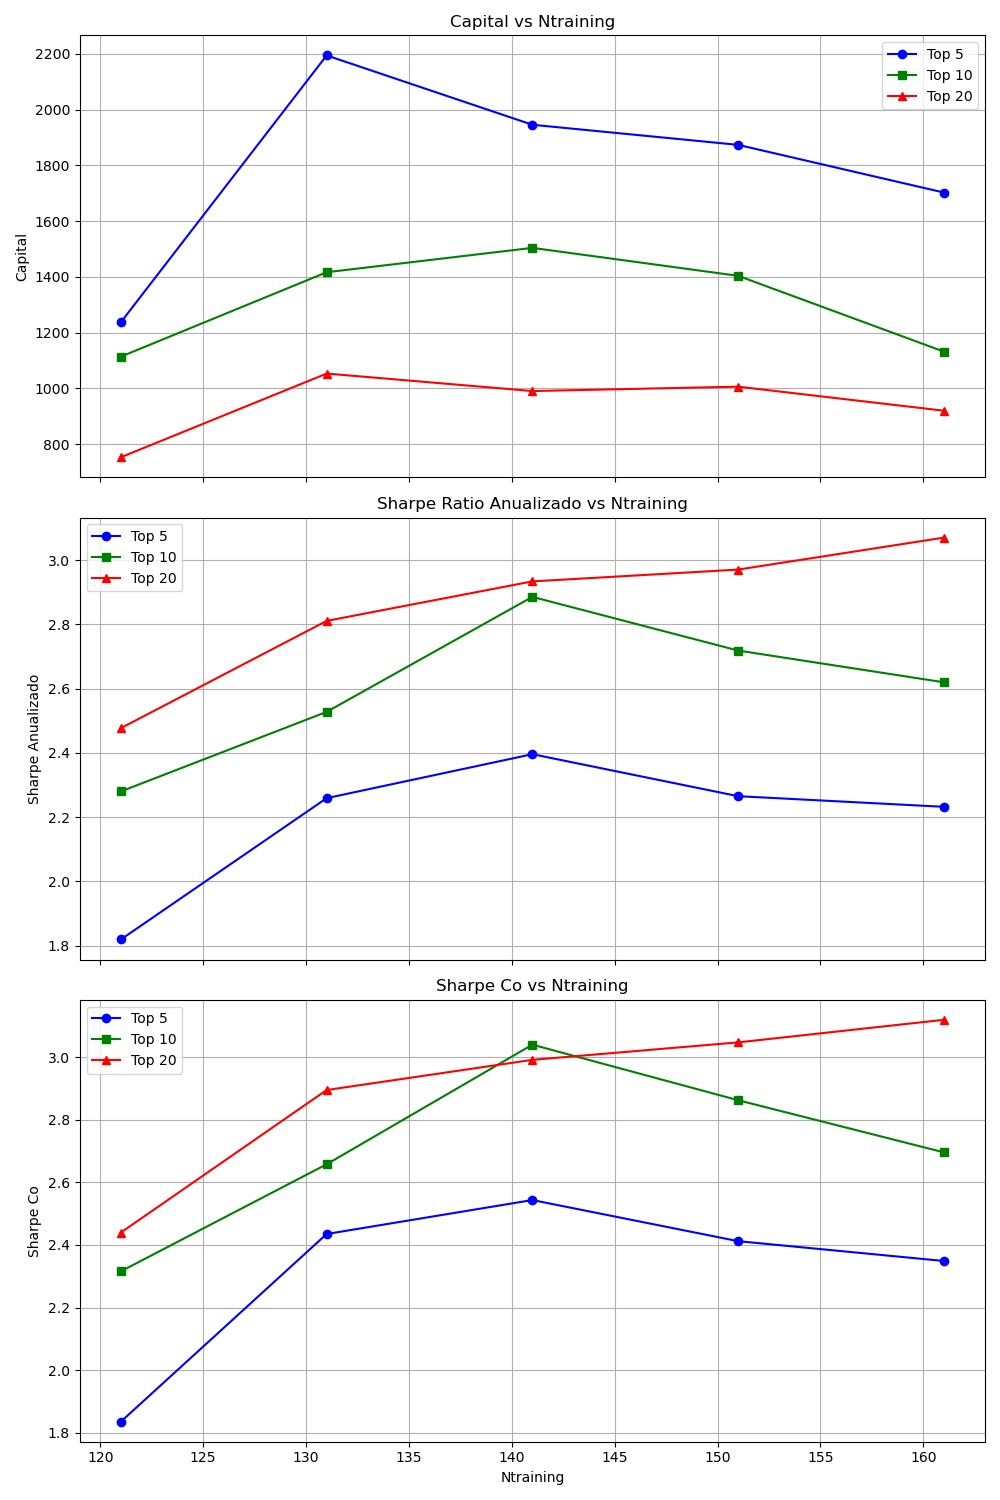 Capital vs Ntraining
Capital
2200
2000
1800
1600
1400
1200
1000
800
Top 5
Top 10
Top 20
Sharpe Ratio Anualizado vs Ntraining
Sharpe Anualizado
3.0
2.8
2.6
2.4
2.2
2.0
1.8
Top 5
Top 10
Top 20
Sharpe Co vs Ntraining
Sharpe Co
3.0
2.8
2.6
2.4
2.2
2.0
1.8
Top 5
Top 10
Top 20
120 125 130 135 140 145 150 155 160
Ntraining